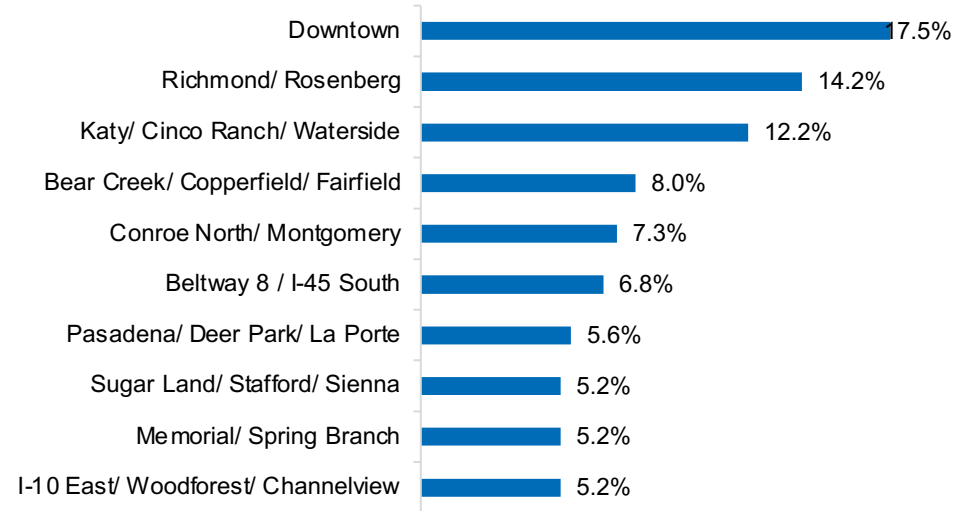 Downtown 17.5%
Richmond/ Rosenberg 14.2%
Katy/ Cinco Ranch/ Waterside 12.2%
Bear Creek/ Copperfield/ Fairfield 8.0%
Conroe North/ Montgomery 7.3%
Beltway 8 / I-45 South 6.8%
Pasadena/ Deer Park/ La Porte 5.6%
Sugar Land/ Stafford/ Sienna 5.2%
Memorial/ Spring Branch 5.2%
I-10 East/ Woodforest/ Channelview 5.2%